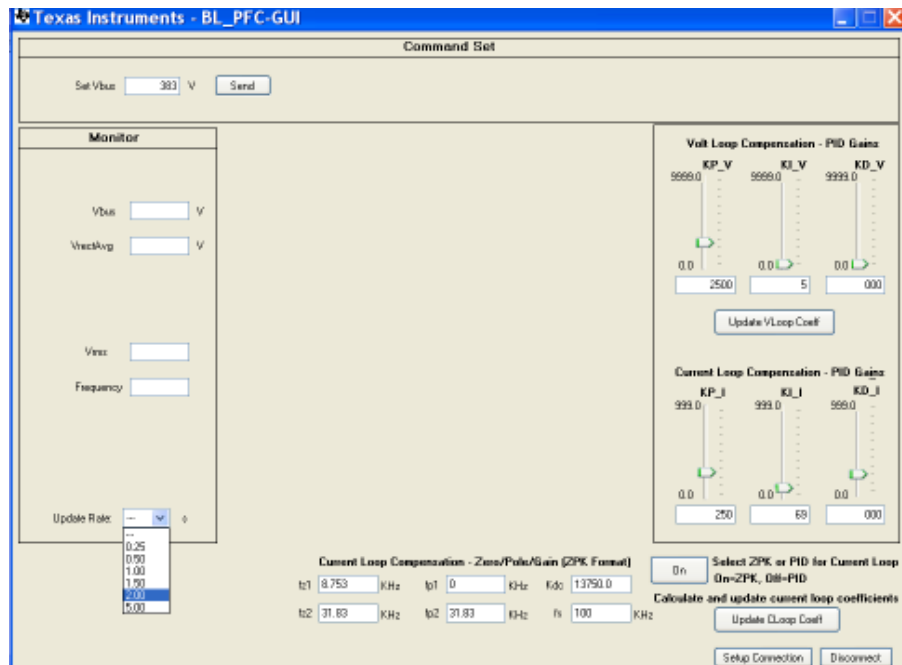 Texas Instruments - BL_PFC-GUI
Command Set
Set Vbus 383 V Send
Monitor
Vbus V
VrectAvg V
Vrms
Frequency
Update Rate: --- s
---
0.25
0.50
1.00
1.50
2.00
5.00
Volt Loop Compensation - PID Gains
KP_V KI_V KD_V
9999.0 9999.0 9999.0
0.0 0.0 0.0
2500 5 000
Update VLoop Coeff
Current Loop Compensation - PID Gains
KP_I KI_I KD_I
999.0 999.0 999.0
0.0 0.0 0.0
250 69 000
Current Loop Compensation - Zero/Pole/Gain (ZPK Format)
fz1 8.753 KHz fp1 0 KHz Kdc 13750.0
fz2 31.83 KHz fp2 31.83 KHz fs 100 KHz
On
Select ZPK or PID for Current Loop
On=ZPK, Off=PID
Calculate and update current loop coefficients
Update CLoop Coeff
Setup Connection Disconnect